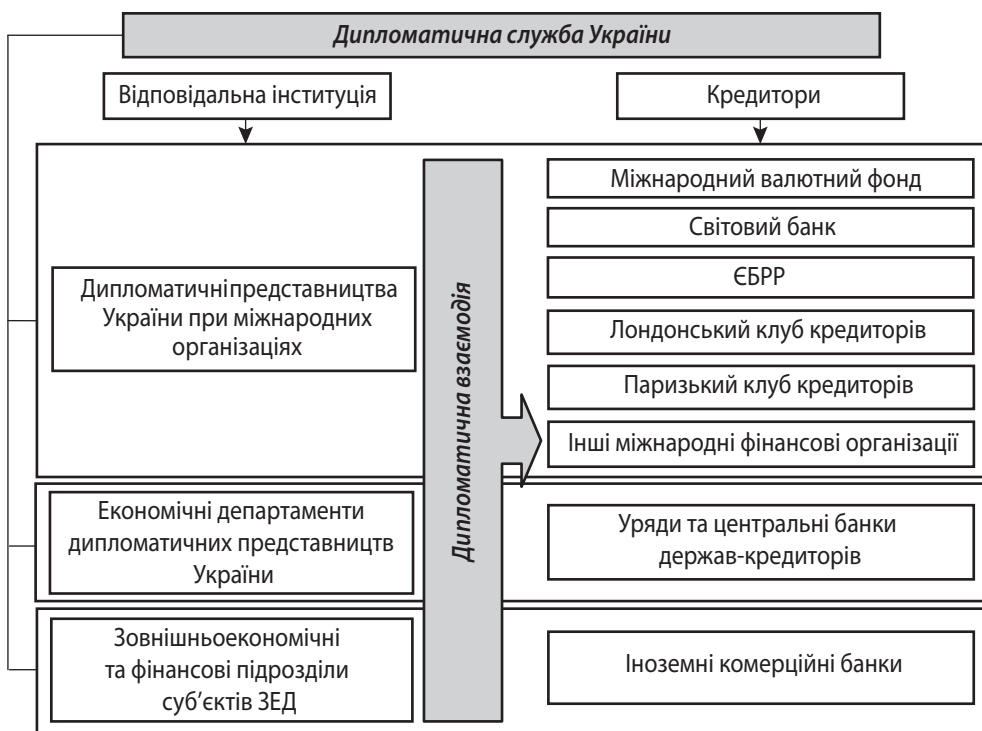 Дипломатична служба України
Відповідальна інституція
Кредитори
Дипломатичні представництва
України при міжнародних
організаціях
Дипломатична взаємодія
Міжнародний валютний фонд
Світовий банк
ЄБРР
Лондонський клуб кредиторів
Паризький клуб кредиторів
Інші міжнародні фінансові організації
Економічні департаменти
дипломатичних представництв
України
Уряди та центральні банки
держав-кредиторів
Зовнішньоекономічні
та фінансові підрозділи
суб’єктів ЗЕД
Іноземні комерційні банки